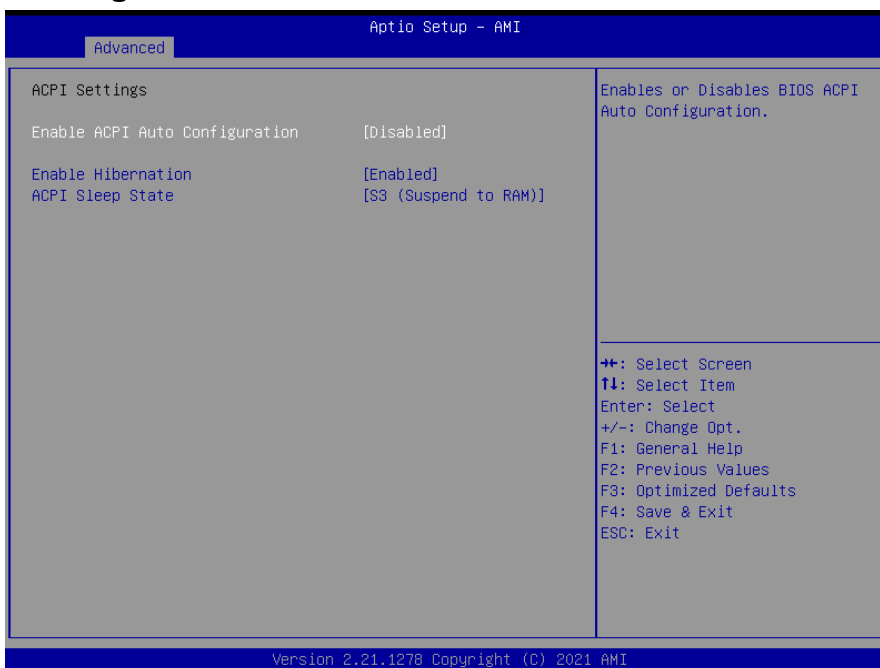 Aptio Setup – AMI
Advanced
ACPI Settings
Enable ACPI Auto Configuration [Disabled]
Enable Hibernation [Enabled]
ACPI Sleep State [S3 (Suspend to RAM)]
Enables or Disables BIOS ACPI
Auto Configuration.
→←: Select Screen
↑↓: Select Item
Enter: Select
+/-: Change Opt.
F1: General Help
F2: Previous Values
F3: Optimized Defaults
F4: Save & Exit
ESC: Exit
Version 2.21.1278 Copyright (C) 2021 AMI